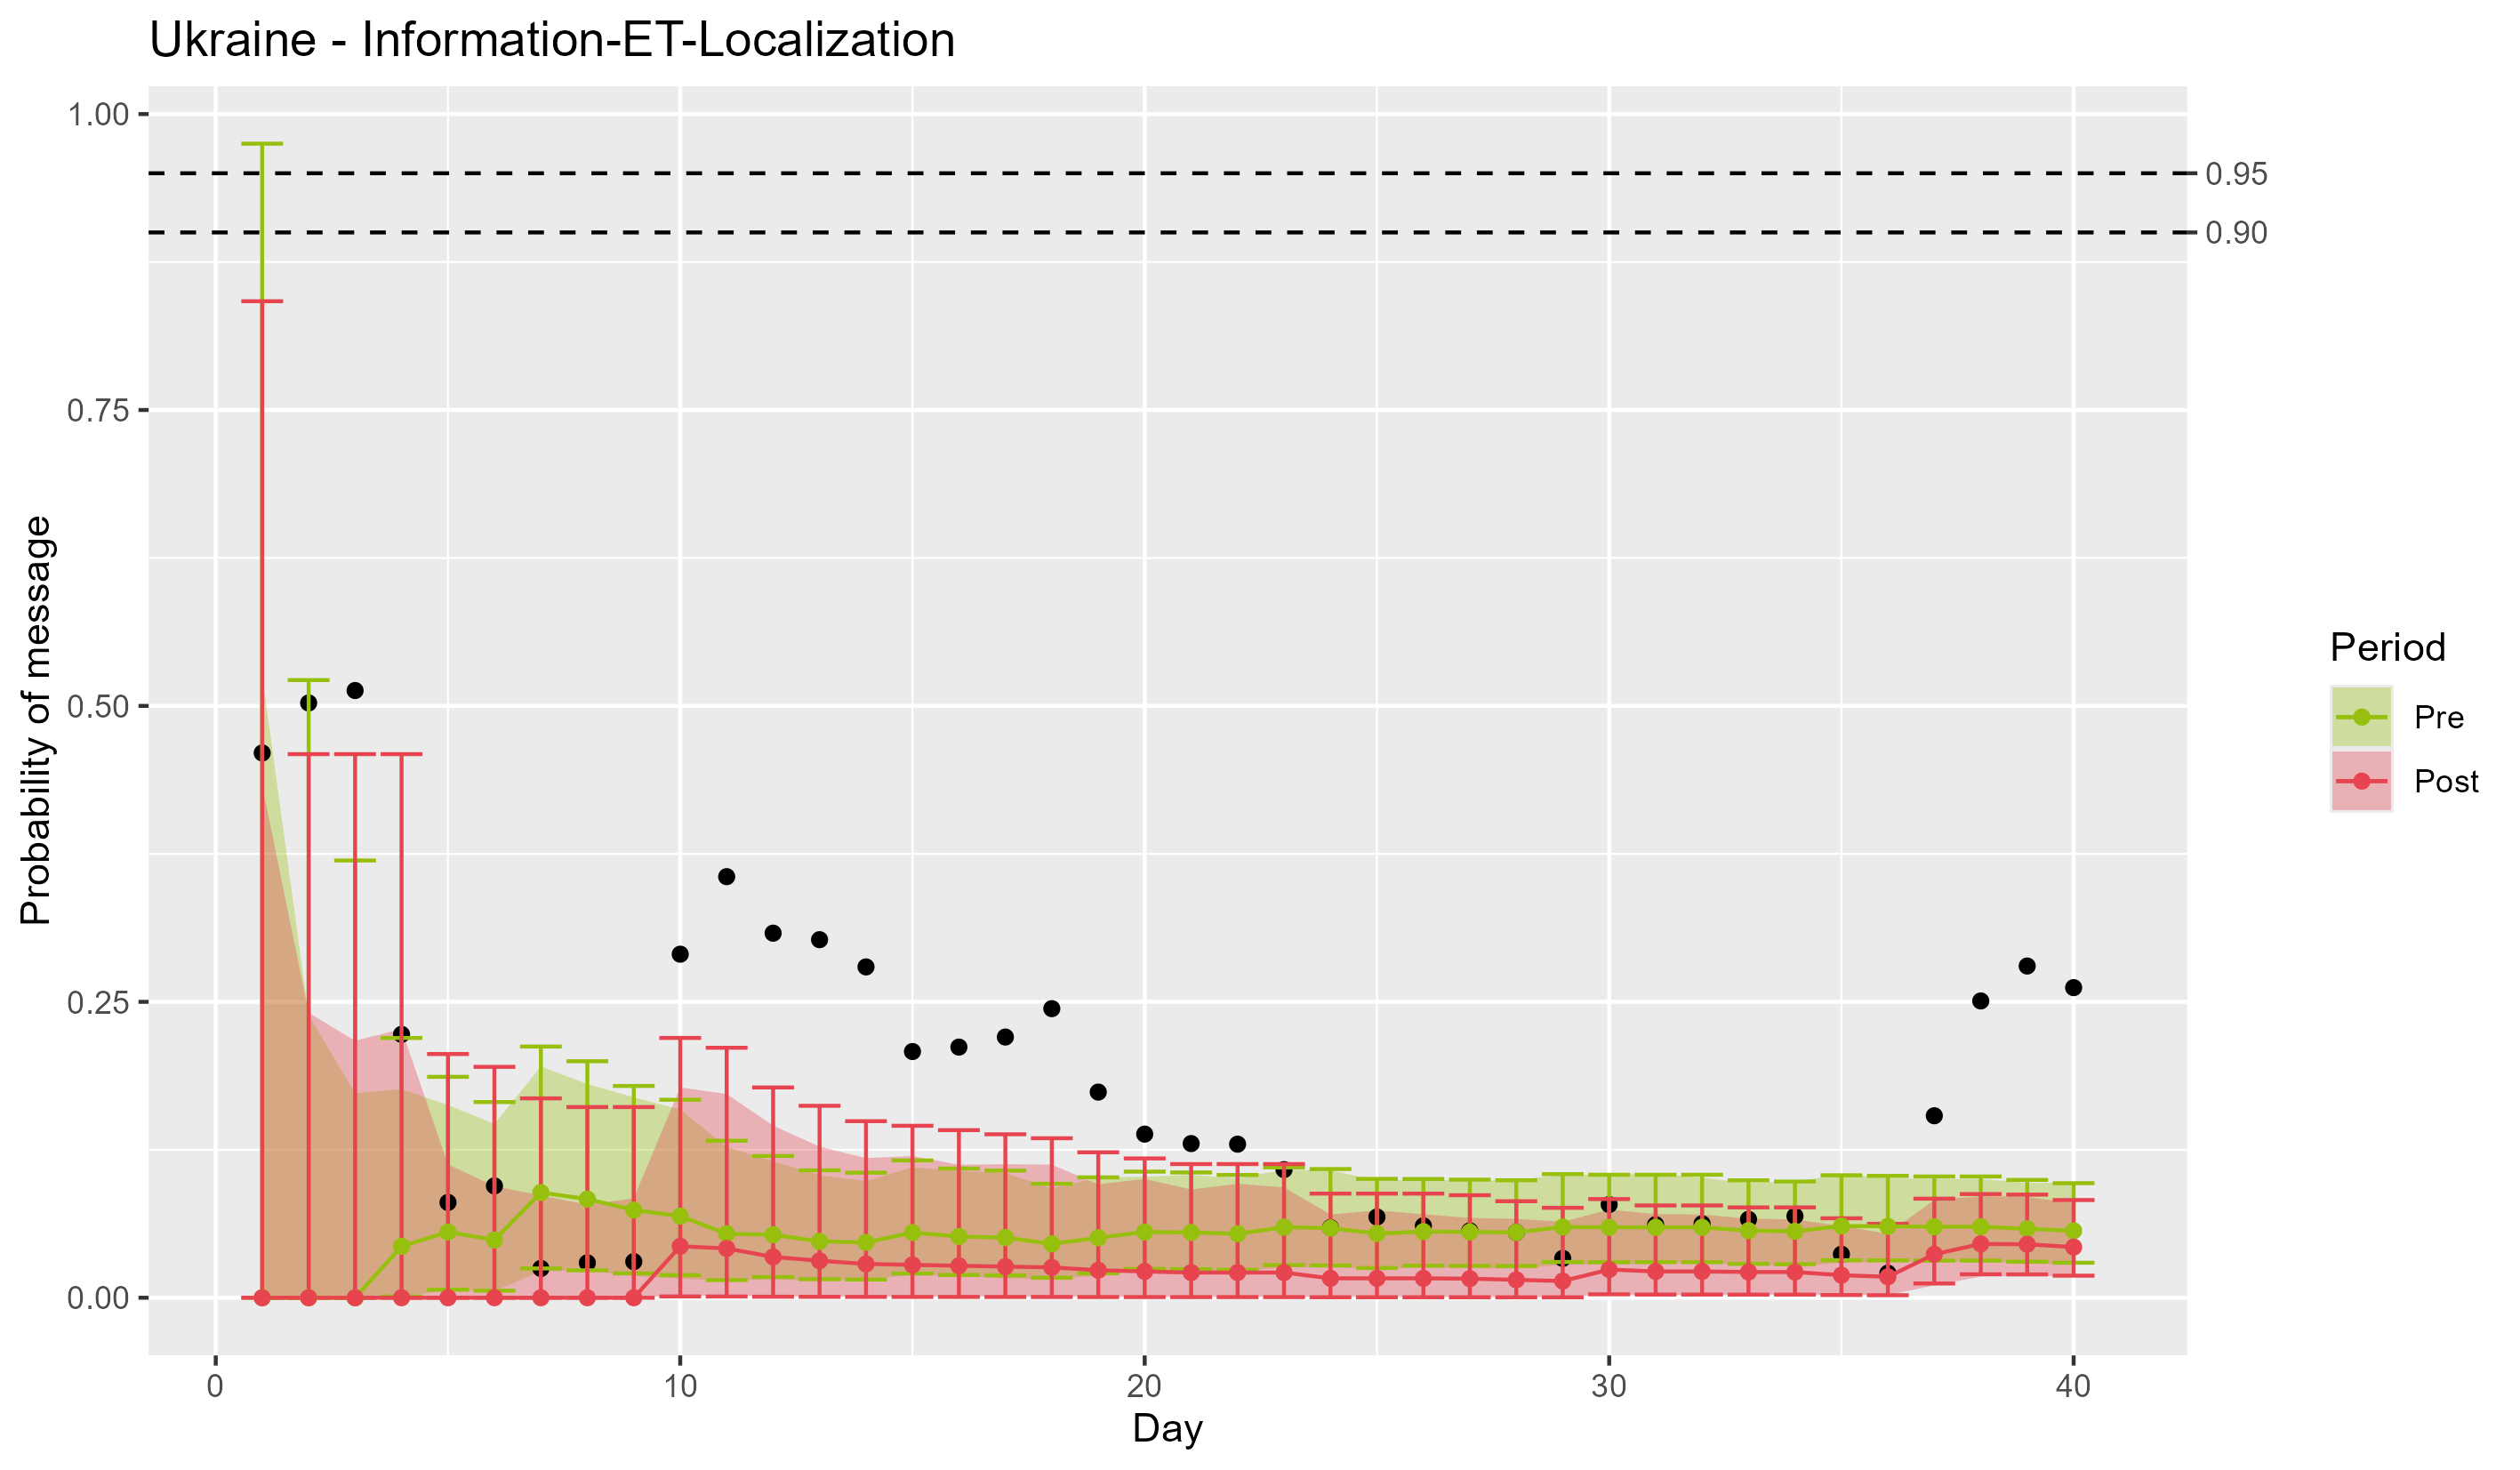 Ukraine - Information-ET-Localization
Probability of message
1.00
0.75
0.50
0.25
0.00
0.95
0.90
0
10
20
30
40
Day
Period
Pre
Post